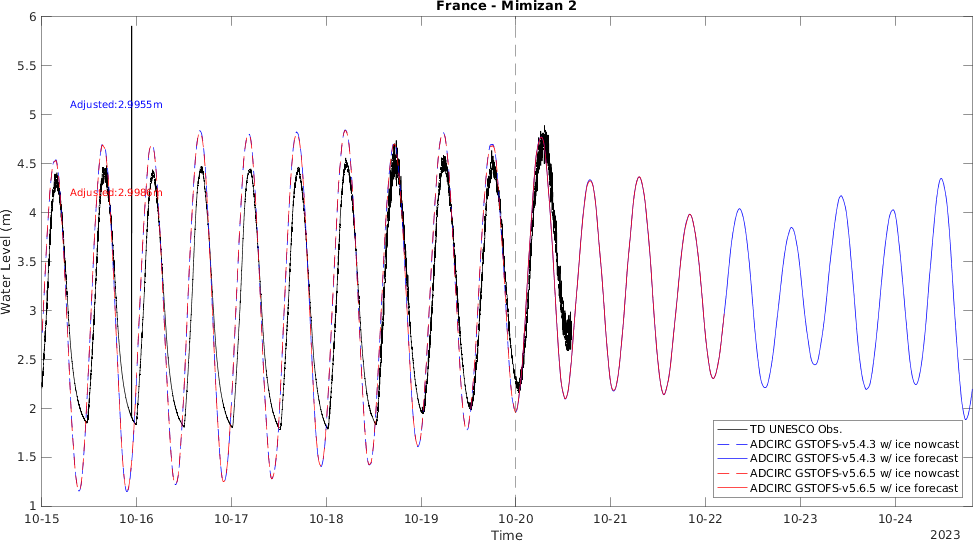 France - Mimizan 2
6
5.5
5
4.5
4
3.5
3
2.5
2
1.5
1
Water Level (m)
Adjusted:2.9955m
Adjusted:2.9986m
TD UNESCO Obs.
ADCIRC GSTOFS-v5.4.3 w/ ice nowcast
ADCIRC GSTOFS-v5.4.3 w/ ice forecast
ADCIRC GSTOFS-v5.6.5 w/ ice nowcast
ADCIRC GSTOFS-v5.6.5 w/ ice forecast
10-15 10-16 10-17 10-18 10-19 10-20 10-21 10-22 10-23 10-24
Time
2023